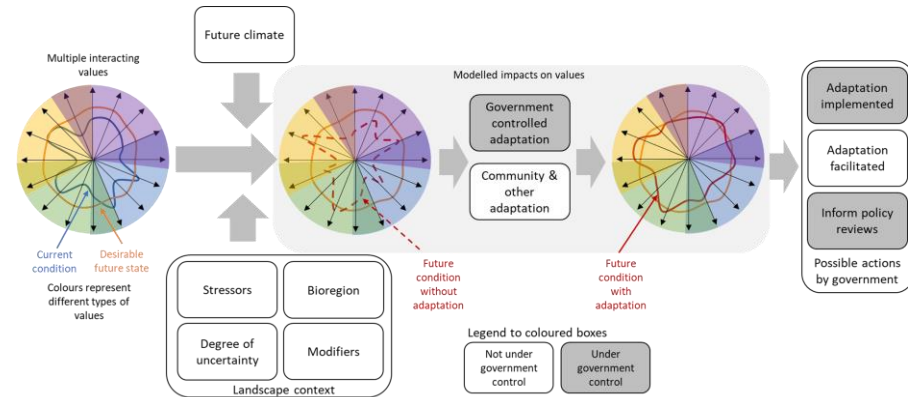 Future climate
Multiple interacting
values
Current
condition
Desirable
future state
Colours represent
different types of
values
Modelled impacts on values
Government
controlled
adaptation
Community &
other
adaptation
Future
condition
without
adaptation
Future
condition
with
adaptation
Stressors
Bioregion
Degree of
uncertainty
Modifiers
Landscape context
Legend to coloured boxes
Not under
government
control
Under
government
control
Adaptation
implemented
Adaptation
facilitated
Inform policy
reviews
Possible actions
by government